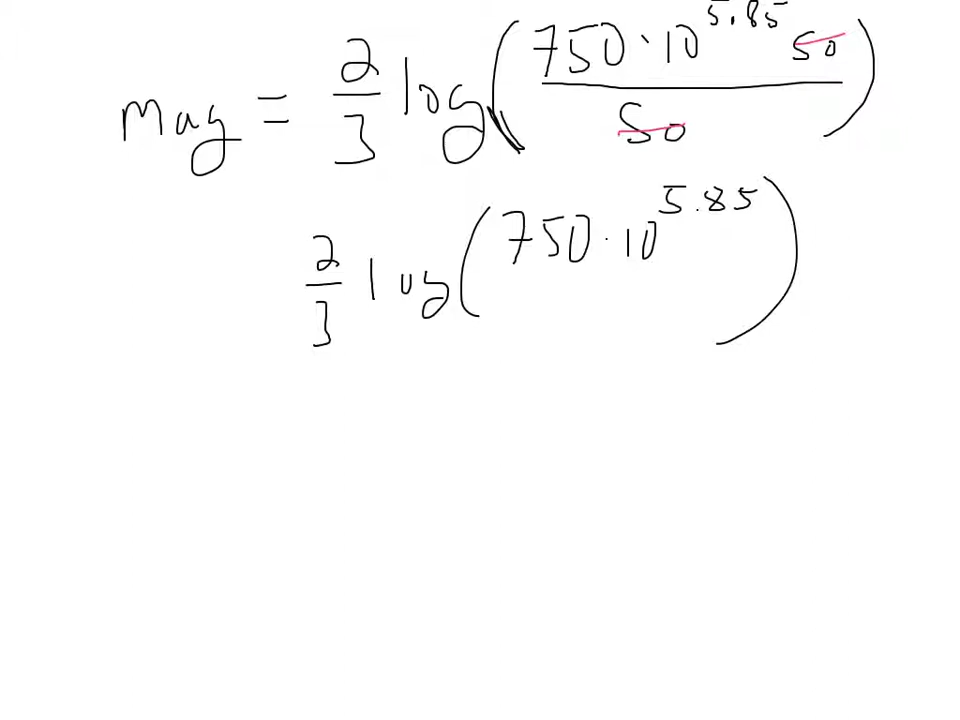 Mag = 2/3 log(750 · 10^5.85 50 / 50)
2/3 log(750 · 10^5.85)